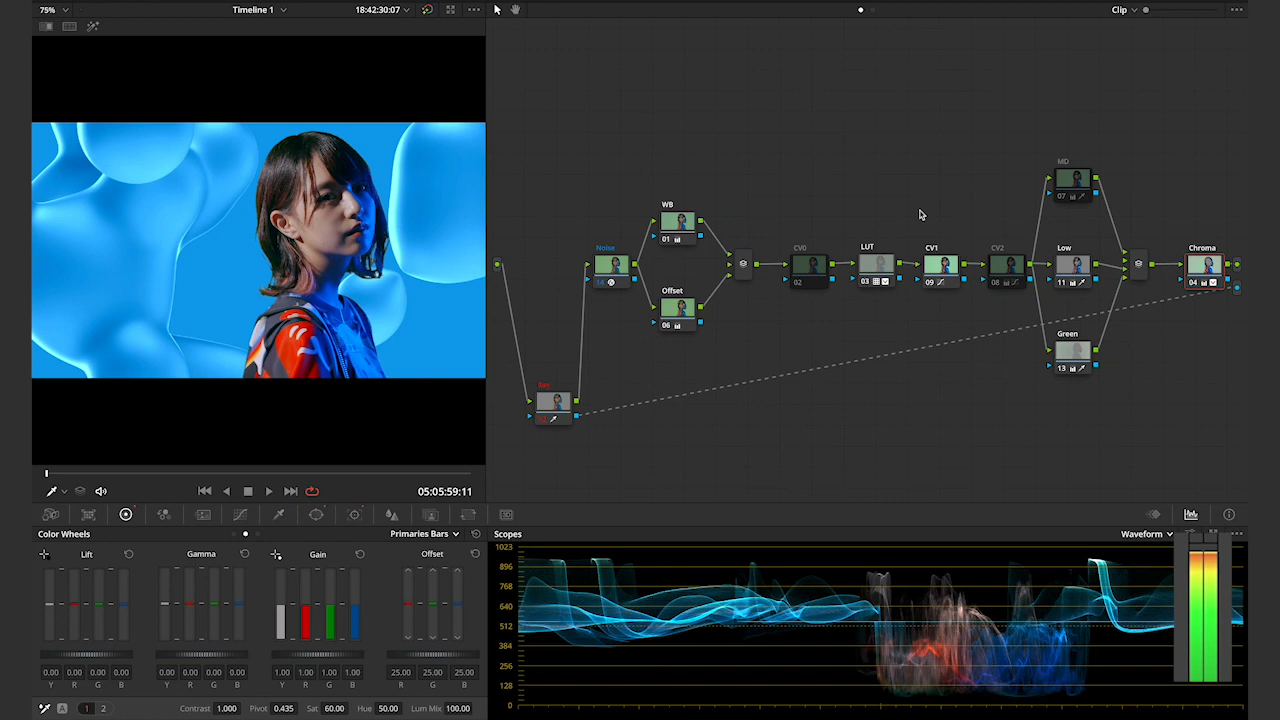 75%
Timeline 1
18:42:30:07
Clip
MD
07
WB
01
Noise
14
CV0
02
LUT
03
CV1
09
CV2
08
Low
11
Chroma
04
Offset
06
Green
13
05:05:59:11
Color Wheels
Primaries Bars
Scopes
Waveform
Lift
Gamma
Gain
Offset
1023
896
768
640
512
384
256
128
0
0.00 0.00 0.00 0.00
Y R G B
0.00 0.00 0.00 0.00
Y R G B
1.00 1.00 1.00 1.00
Y R G B
25.00 25.00 25.00
R G B
A 1 2
Contrast 1.000 Pivot 0.435 Sat 60.00 Hue 50.00 Lum Mix 100.00